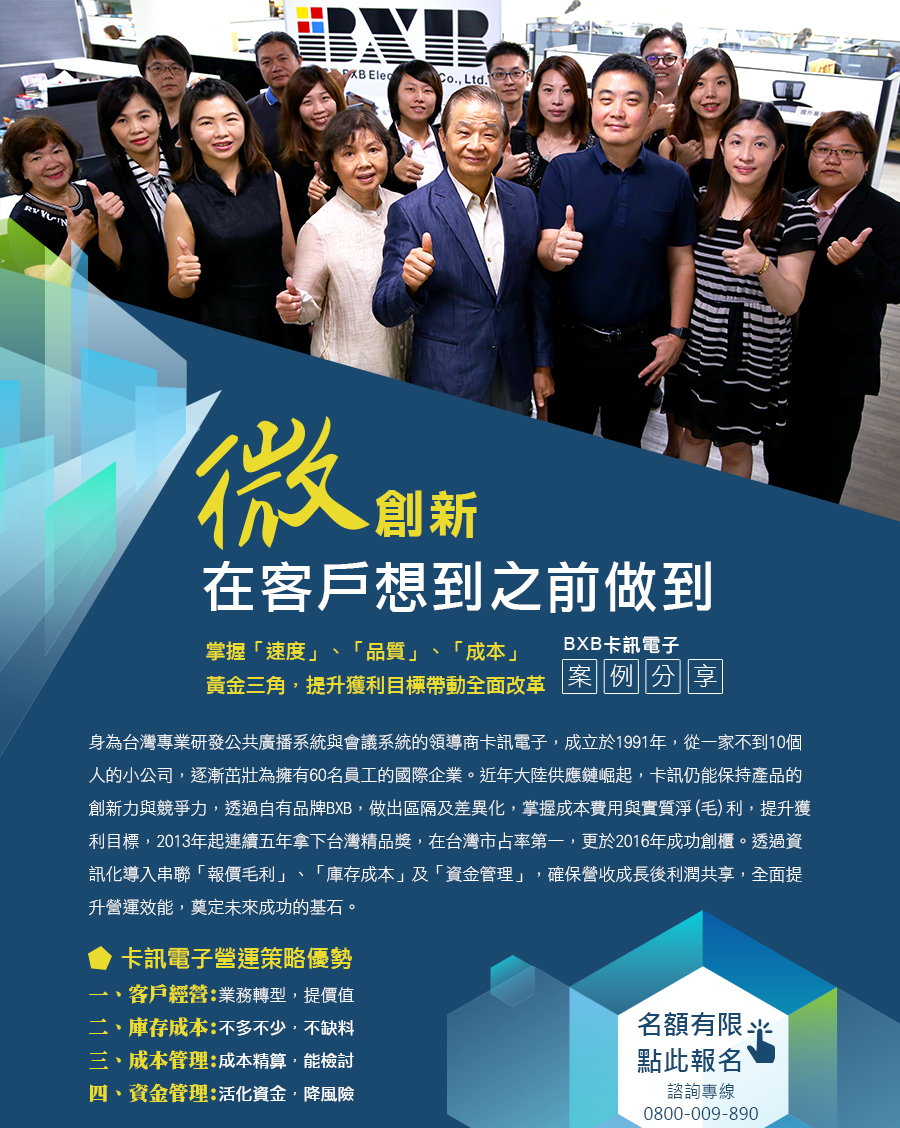 BXB
BXB Elec Co., Ltd.
微創新
在客戶想到之前做到
掌握「速度」、「品質」、「成本」
黃金三角，提升獲利目標帶動全面改革
BXB卡訊電子
案例分享
身為台灣專業研發公共廣播系統與會議系統的領導商卡訊電子，成立於1991年，從一家不到10個
人的小公司，逐漸茁壯為擁有60名員工的國際企業。近年大陸供應鏈崛起，卡訊仍能保持產品的
創新力與競爭力，透過自有品牌BXB，做出區隔及差異化，掌握成本費用與實質淨(毛)利，提升獲
利目標，2013年起連續五年拿下台灣精品獎，在台灣市占率第一，更於2016年成功創櫃。透過資
訊化導入串聯「報價毛利」、「庫存成本」及「資金管理」，確保營收成長後利潤共享，全面提
升營運效能，奠定未來成功的基石。
卡訊電子營運策略優勢
一、客戶經營:業務轉型，提價值
二、庫存成本:不多不少，不缺料
三、成本管理:成本精算，能檢討
四、資金管理:活化資金，降風險
名額有限
點此報名
諮詢專線
0800-009-890